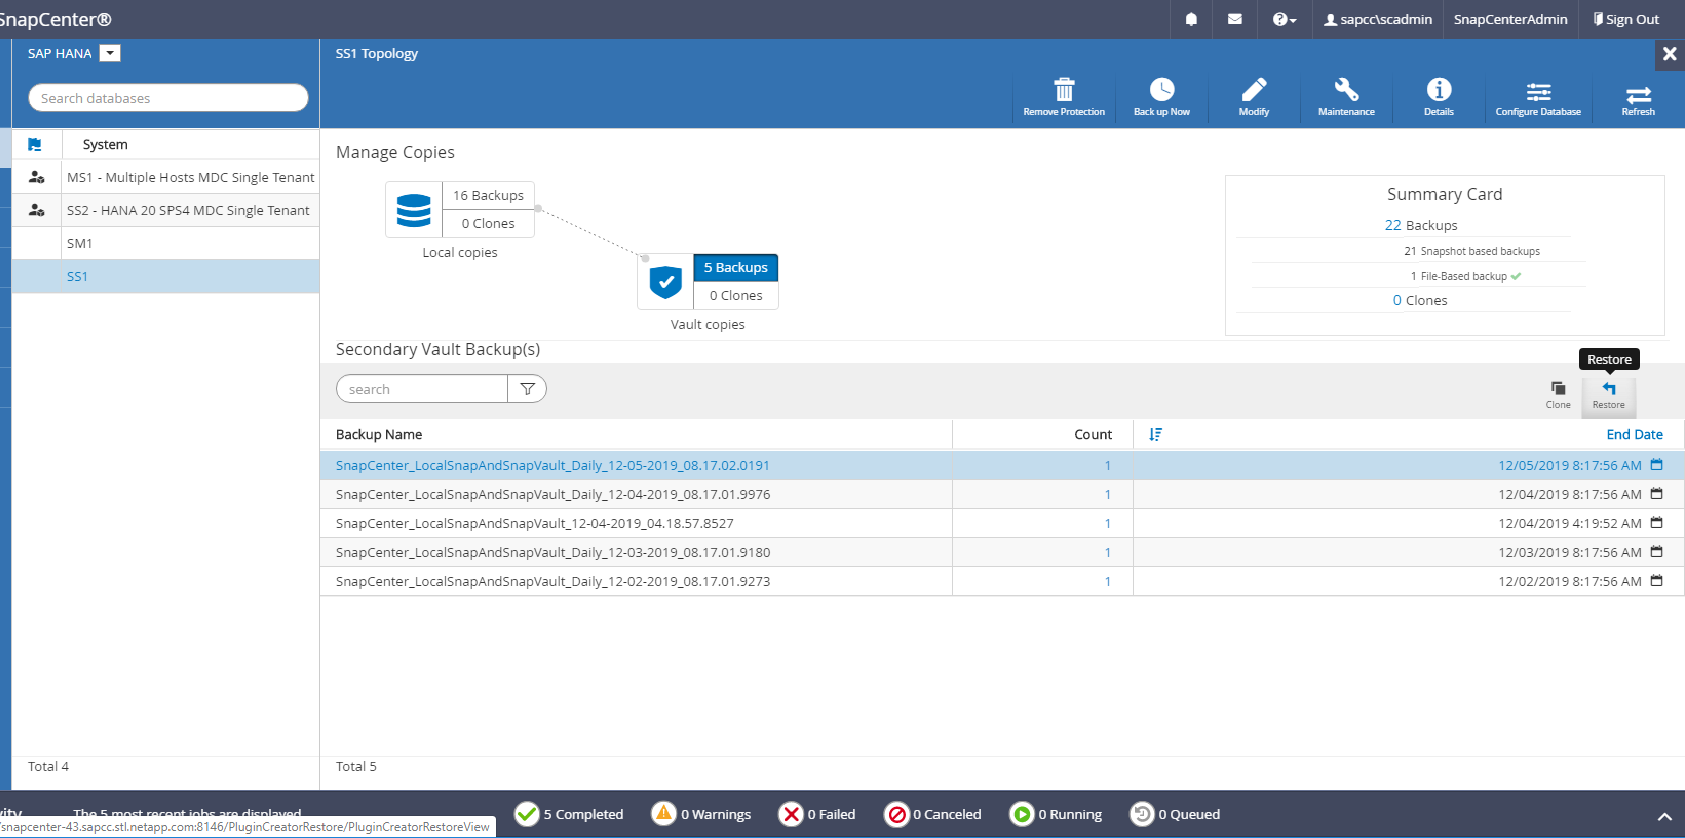 SnapCenter®
sapcc\scadmin
SnapCenterAdmin
Sign Out
SAP HANA
Search databases
System
MS1 - Multiple Hosts MDC Single Tenant
SS2 - HANA 20 SPS4 MDC Single Tenant
SM1
SS1
Total 4
SS1 Topology
Remove Protection
Back up Now
Modify
Maintenance
Details
Configure Database
Refresh
Manage Copies
16 Backups
0 Clones
Local copies
5 Backups
0 Clones
Vault copies
Summary Card
22 Backups
21 Snapshot based backups
1 File-Based backup
0 Clones
Secondary Vault Backup(s)
search
Restore
Clone
Restore
Backup Name Count End Date
SnapCenter_LocalSnapAndSnapVault_Daily_12-05-2019_08.17.02.0191 1 12/05/2019 8:17:56 AM
SnapCenter_LocalSnapAndSnapVault_Daily_12-04-2019_08.17.01.9976 1 12/04/2019 8:17:56 AM
SnapCenter_LocalSnapAndSnapVault_12-04-2019_04.18.57.8527 1 12/04/2019 4:19:52 AM
SnapCenter_LocalSnapAndSnapVault_Daily_12-03-2019_08.17.01.9180 1 12/03/2019 8:17:56 AM
SnapCenter_LocalSnapAndSnapVault_Daily_12-02-2019_08.17.01.9273 1 12/02/2019 8:17:56 AM
Total 5
vity The 5 most recent jobs are displayed 5 Completed 0 Warnings 0 Failed 0 Canceled 0 Running 0 Queued
/snapcenter-43.sapcc.stl.netapp.com:8146/PluginCreatorRestore/PluginCreatorRestoreView